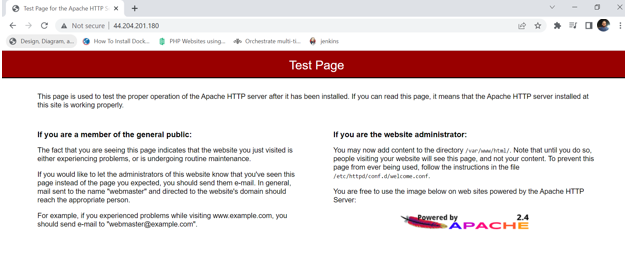 Test Page for the Apache HTTP S
Not secure | 44.204.201.180
Design, Diagram, a... How To Install Dock... PHP Websites using... Orchestrate multi-ti... jenkins
Test Page
This page is used to test the proper operation of the Apache HTTP server after it has been installed. If you can read this page, it means that the Apache HTTP server installed at
this site is working properly.
If you are a member of the general public:
The fact that you are seeing this page indicates that the website you just visited is
either experiencing problems, or is undergoing routine maintenance.
If you would like to let the administrators of this website know that you've seen this
page instead of the page you expected, you should send them e-mail. In general,
mail sent to the name "webmaster" and directed to the website's domain should
reach the appropriate person.
For example, if you experienced problems while visiting www.example.com, you
should send e-mail to "webmaster@example.com".
If you are the website administrator:
You may now add content to the directory /var/www/html/. Note that until you do so,
people visiting your website will see this page, and not your content. To prevent this
page from ever being used, follow the instructions in the file
/etc/httpd/conf.d/welcome.conf.
You are free to use the image below on web sites powered by the Apache HTTP
Server:
Powered by
APACHE 2.4